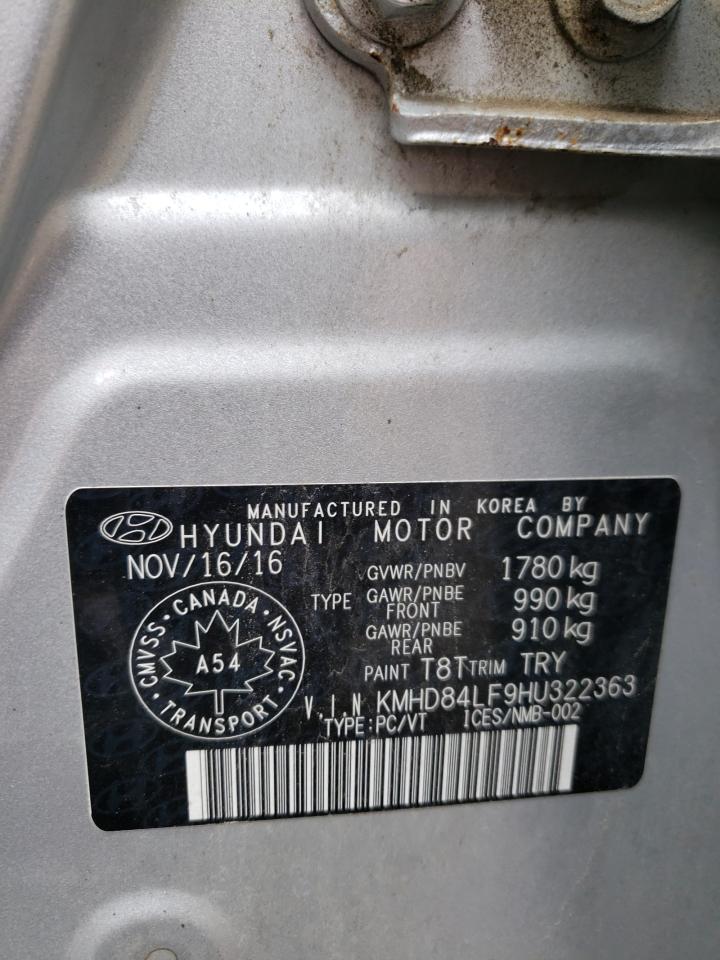 MANUFACTURED IN KOREA BY
HYUNDAI MOTOR COMPANY
NOV/16/16
GVWR/PNBV 1780 kg
TYPE GAWR/PNBE FRONT 990 kg
GAWR/PNBE REAR 910 kg
PAINT T8T TRIM TRY
CMVSS · CANADA · NSVAC · TRANSPORT ·
A54
V.I.N KMHD84LF9HU322363
TYPE:PC/VT ICES/NMB-002